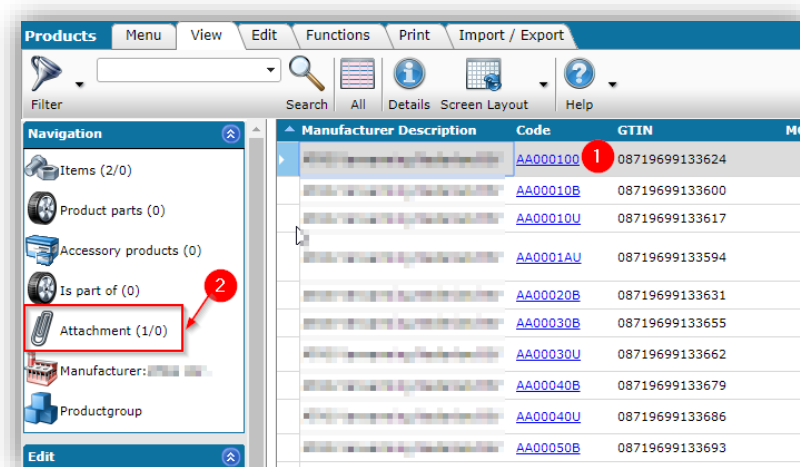 Products Menu View Edit Functions Print Import / Export
Filter Search All Details Screen Layout Help
Navigation
Items (2/0)
Product parts (0)
Accessory products (0)
Is part of (0)
2
Attachment (1/0)
Manufacturer:
Productgroup
Edit
Manufacturer Description Code GTIN
AA000100 1 08719699133624
AA00010B 08719699133600
AA00010U 08719699133617
AA0001AU 08719699133594
AA00020B 08719699133631
AA00030B 08719699133655
AA00030U 08719699133662
AA00040B 08719699133679
AA00040U 08719699133686
AA00050B 08719699133693